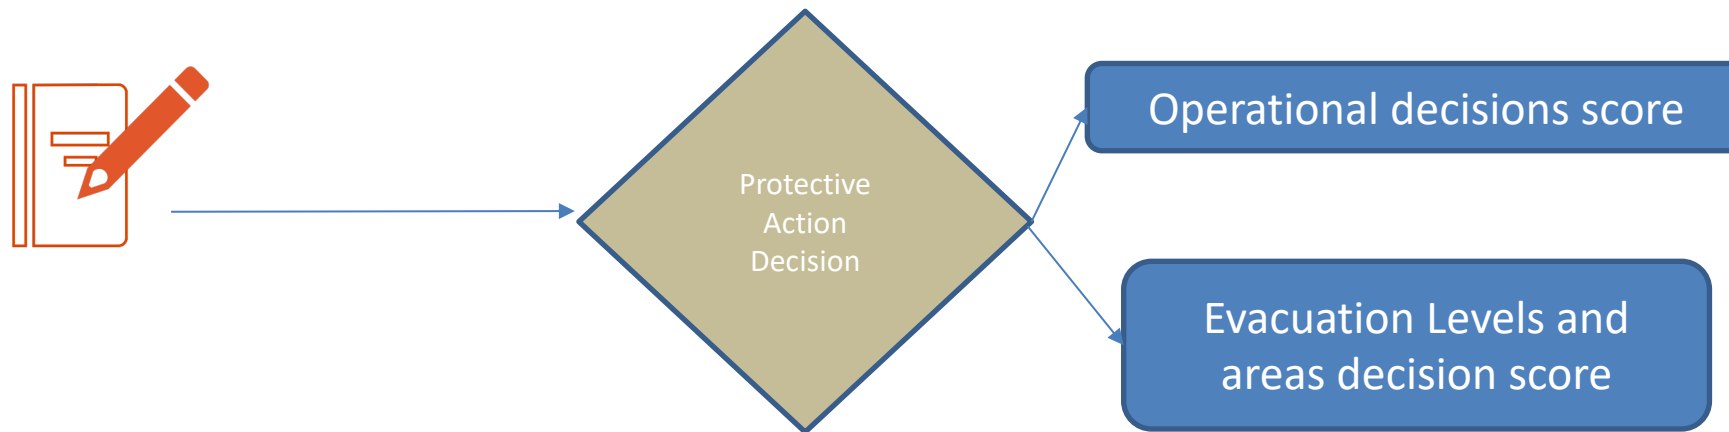 Protective
Action
Decision
Operational decisions score
Evacuation Levels and
areas decision score